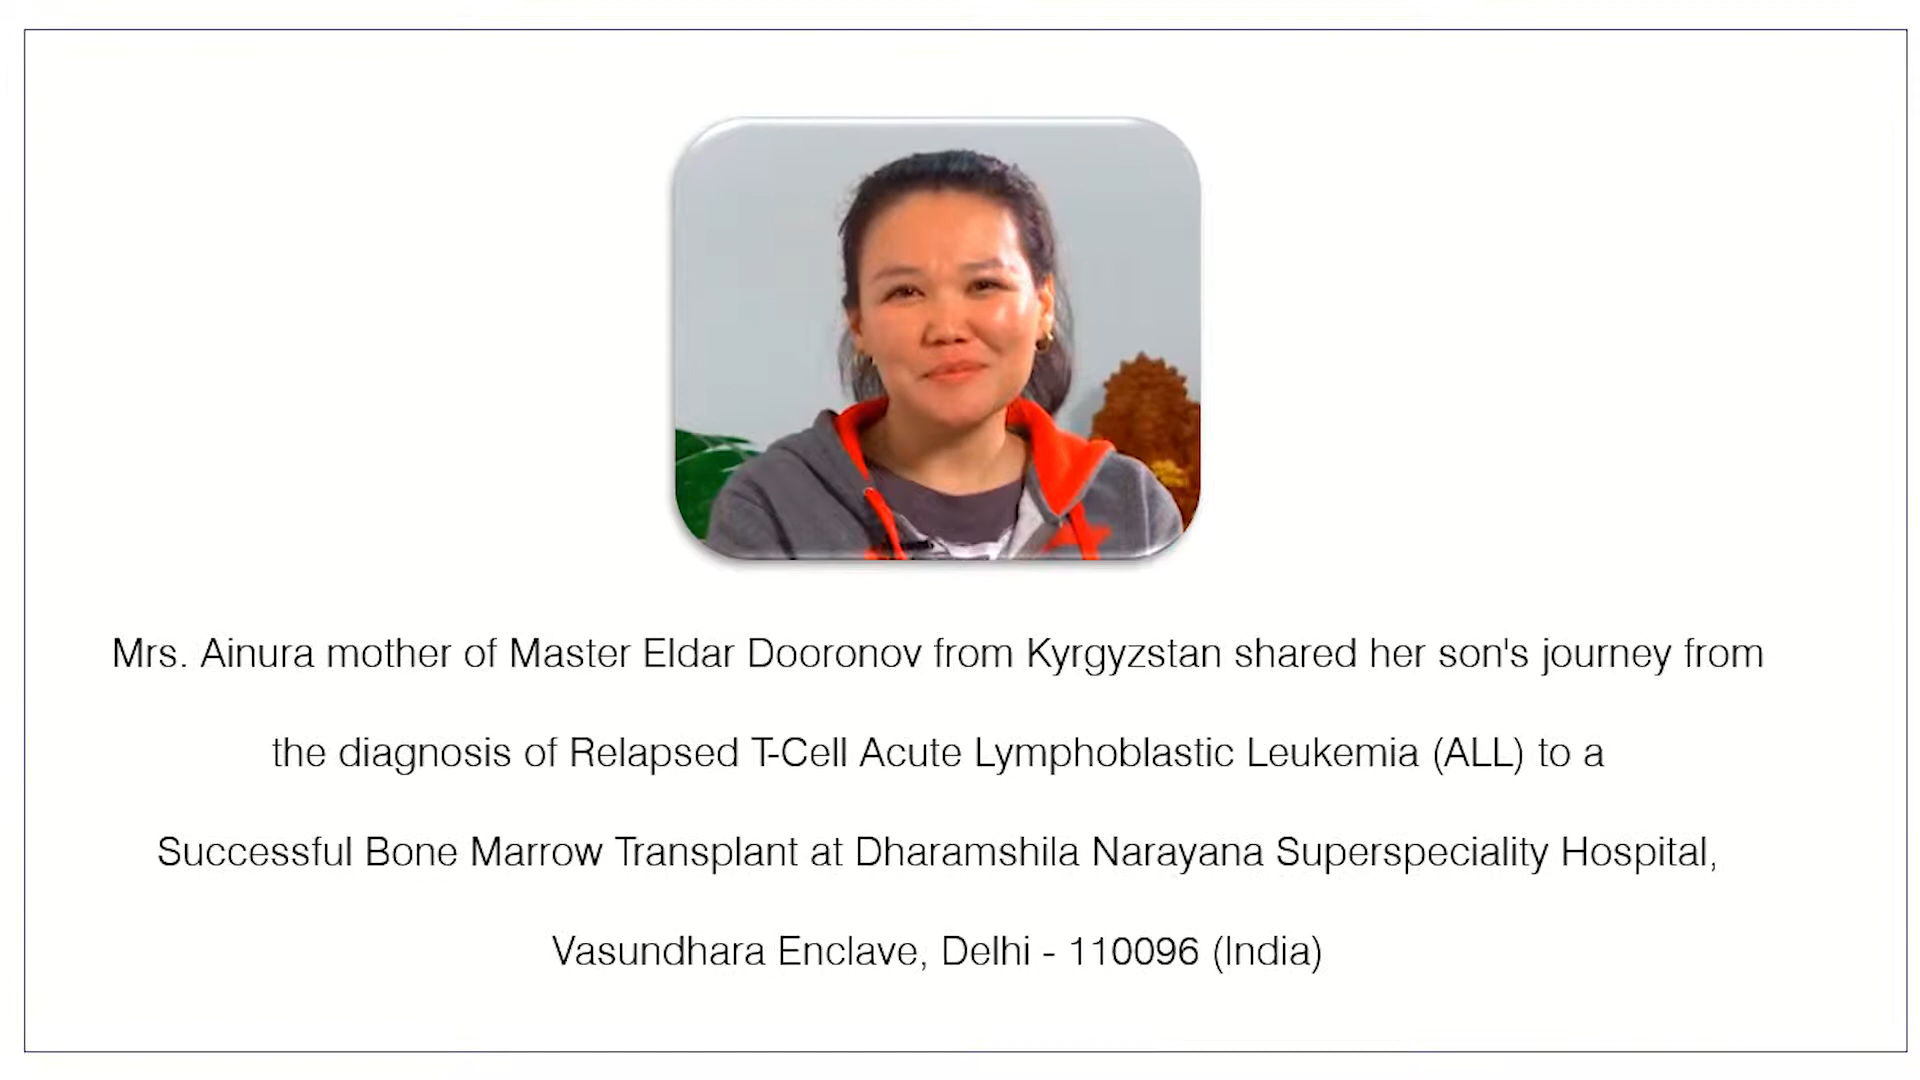 Mrs. Ainura mother of Master Eldar Dooronov from Kyrgyzstan shared her son's journey from
the diagnosis of Relapsed T-Cell Acute Lymphoblastic Leukemia (ALL) to a
Successful Bone Marrow Transplant at Dharamshila Narayana Superspeciality Hospital,
Vasundhara Enclave, Delhi - 110096 (India)